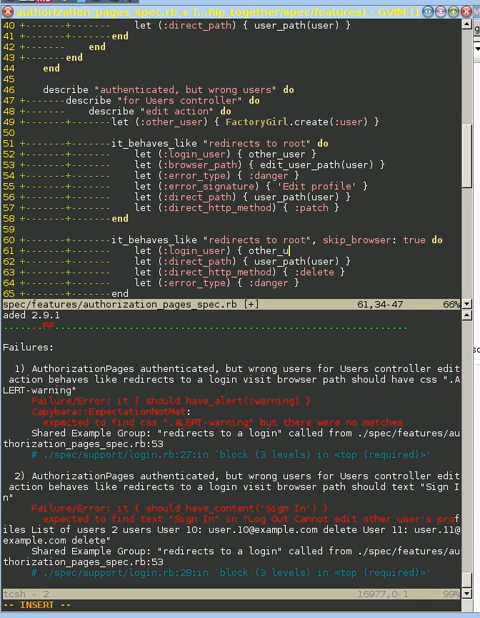 authorization_pages_spec.rb + (...hip_together/spec/features) - GVIM ()
40 +-------+-------+------- let (:direct_path) { user_path(user) }
41 +-------+-------+-------end
42 +-------+------- end
43 +-------end
44 end
45
46 describe "authenticated, but wrong users" do
47 +-------describe "for Users controller" do
48 +-------+------- describe "edit action" do
49 +-------+-------+-------let (:other_user) { FactoryGirl.create(:user) }
50
51 +-------+-------+-------it_behaves_like "redirects to root" do
52 +-------+-------+------- let (:login_user) { other_user }
53 +-------+-------+------- let (:browser_path) { edit_user_path(user) }
54 +-------+-------+------- let (:error_type) { :danger }
55 +-------+-------+------- let (:error_signature) { 'Edit profile' }
56 +-------+-------+------- let (:direct_path) { user_path(user) }
57 +-------+-------+------- let (:direct_http_method) { :patch }
58 +-------+-------+-------end
59
60 +-------+-------+-------it_behaves_like "redirects to root", skip_browser: true do
61 +-------+-------+------- let (:login_user) { other_u
62 +-------+-------+------- let (:direct_path) { user_path(user) }
63 +-------+-------+------- let (:direct_http_method) { :delete }
64 +-------+-------+------- let (:error_type) { :danger }
65 +-------+-------+-------end
spec/features/authorization_pages_spec.rb [+] 61,34-47 66%
aded 2.9.1
.......FF............................................................
Failures:
1) AuthorizationPages authenticated, but wrong users for Users controller edit
action behaves like redirects to a login visit browser path should have css ".A
LERT-warning"
Failure/Error: it { should have_alert(:warning) }
Capybara::ExpectationNotMet:
expected to find css ".ALERT-warning" but there were no matches
Shared Example Group: "redirects to a login" called from ./spec/features/au
thorization_pages_spec.rb:53
# ./spec/support/login.rb:27:in `block (3 levels) in <top (required)>'
2) AuthorizationPages authenticated, but wrong users for Users controller edit
action behaves like redirects to a login visit browser path should text "Sign I
n"
Failure/Error: it { should have_content('Sign In') }
expected to find text "Sign In" in "Log Out Cannot edit other user's prof
iles List of users 2 users User 10: user.10@example.com delete User 11: user.11@
example.com delete"
Shared Example Group: "redirects to a login" called from ./spec/features/au
thorization_pages_spec.rb:53
# ./spec/support/login.rb:28:in `block (3 levels) in <top (required)>'
tcsh - 2 16977,0-1 99%
-- INSERT --